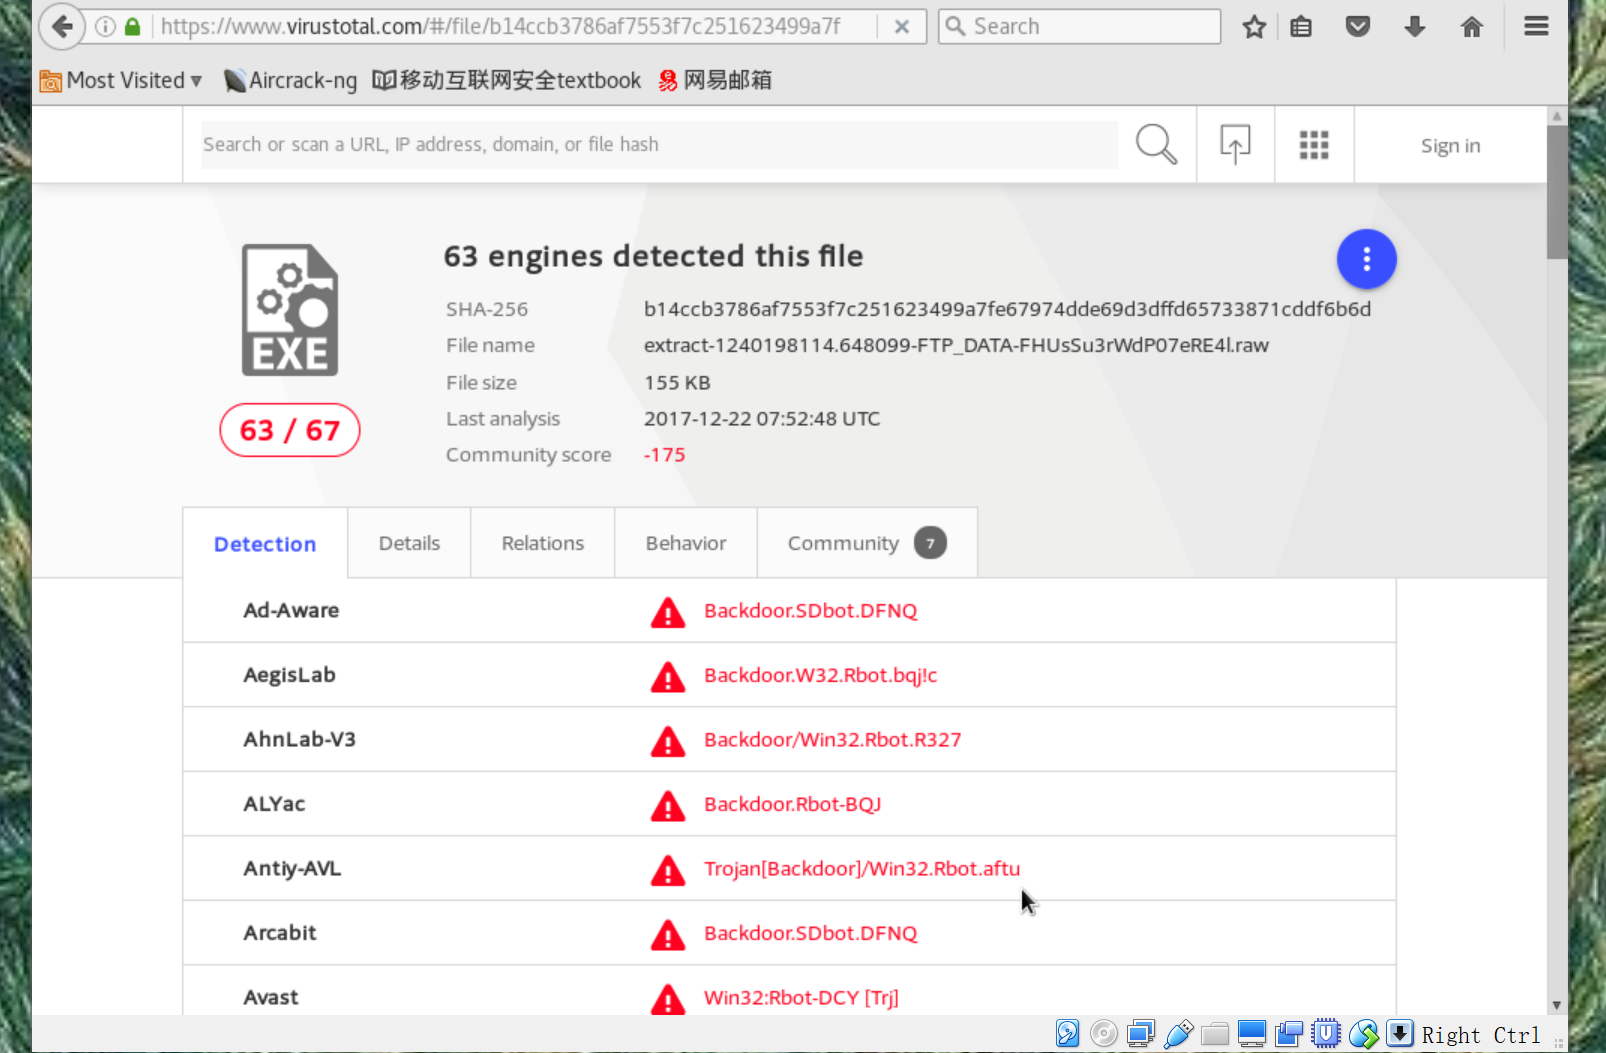 https://www.virustotal.com/#/file/b14ccb3786af7553f7c251623499a7f
Search
Most Visited
Aircrack-ng
移动互联网安全textbook
网易邮箱
Search or scan a URL, IP address, domain, or file hash
Sign in
63 engines detected this file
SHA-256 b14ccb3786af7553f7c251623499a7fe67974dde69d3dffd65733871cddf6b6d
File name extract-1240198114.648099-FTP_DATA-FHUsSu3rWdP07eRE4l.raw
File size 155 KB
Last analysis 2017-12-22 07:52:48 UTC
Community score -175
EXE
63 / 67
Detection
Details
Relations
Behavior
Community 7
Ad-Aware Backdoor.SDbot.DFNQ
AegisLab Backdoor.W32.Rbot.bqj!c
AhnLab-V3 Backdoor/Win32.Rbot.R327
ALYac Backdoor.Rbot-BQJ
Antiy-AVL Trojan[Backdoor]/Win32.Rbot.aftu
Arcabit Backdoor.SDbot.DFNQ
Avast Win32:Rbot-DCY [Trj]
Right Ctrl